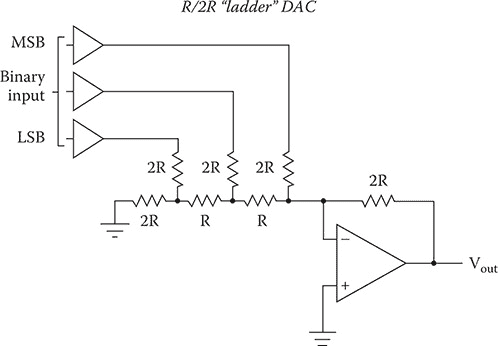 R/2R “ladder” DAC
MSB
Binary
input
LSB
2R
2R
2R
2R
2R
R
R
−
+
Vout